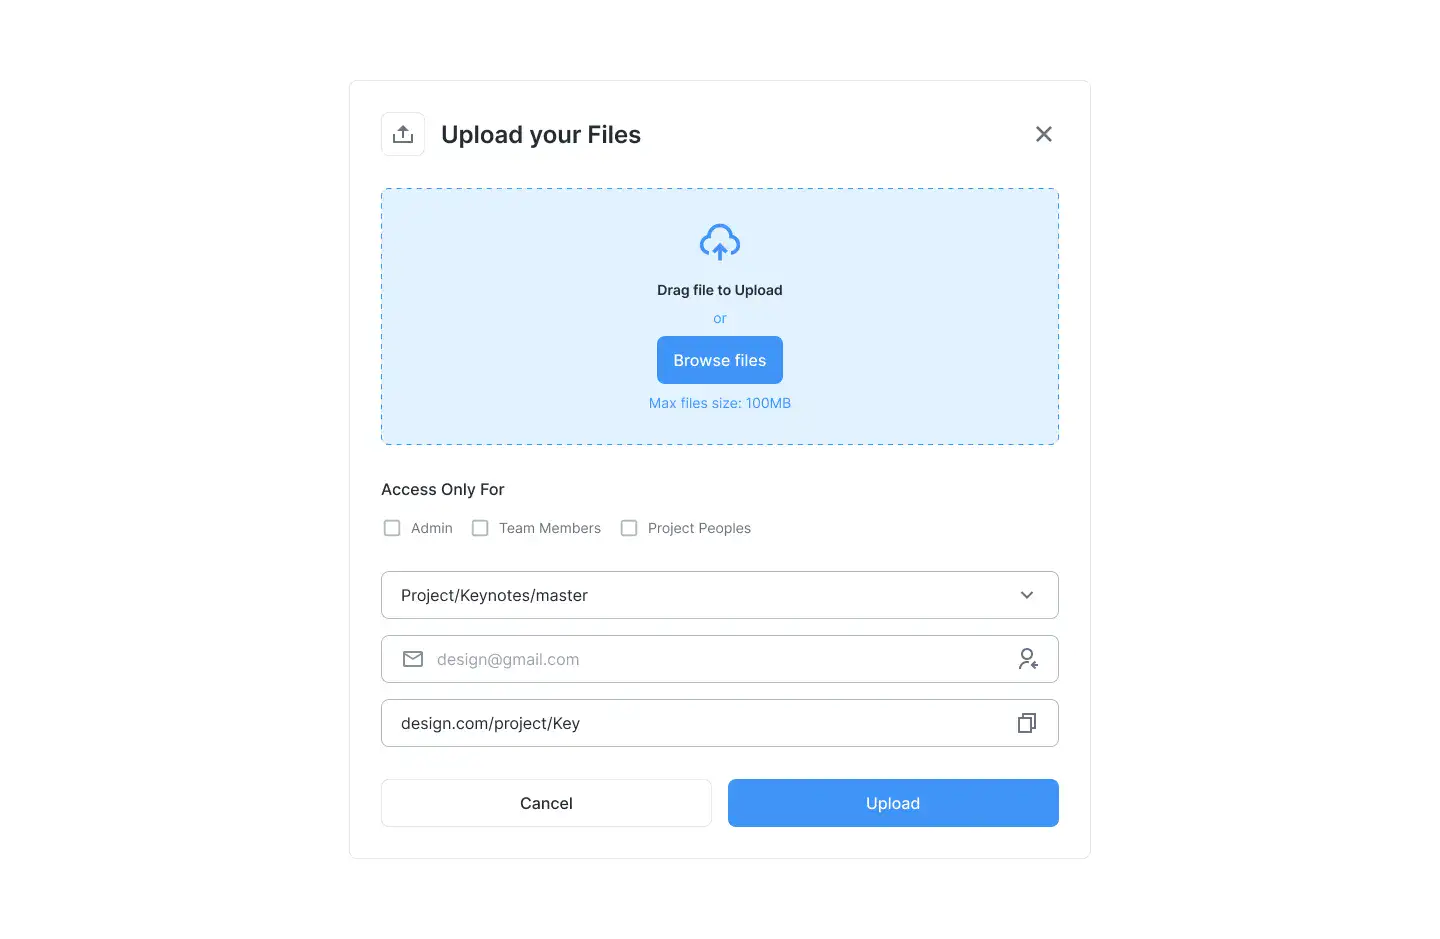 Upload your Files
Drag file to Upload
or
Browse files
Max files size: 100MB
Access Only For
Admin Team Members Project Peoples
Project/Keynotes/master
design@gmail.com
design.com/project/Key
Cancel Upload